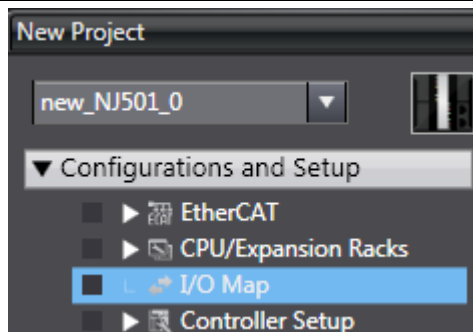 New Project
new_NJ501_0
Configurations and Setup
EtherCAT
CPU/Expansion Racks
I/O Map
Controller Setup